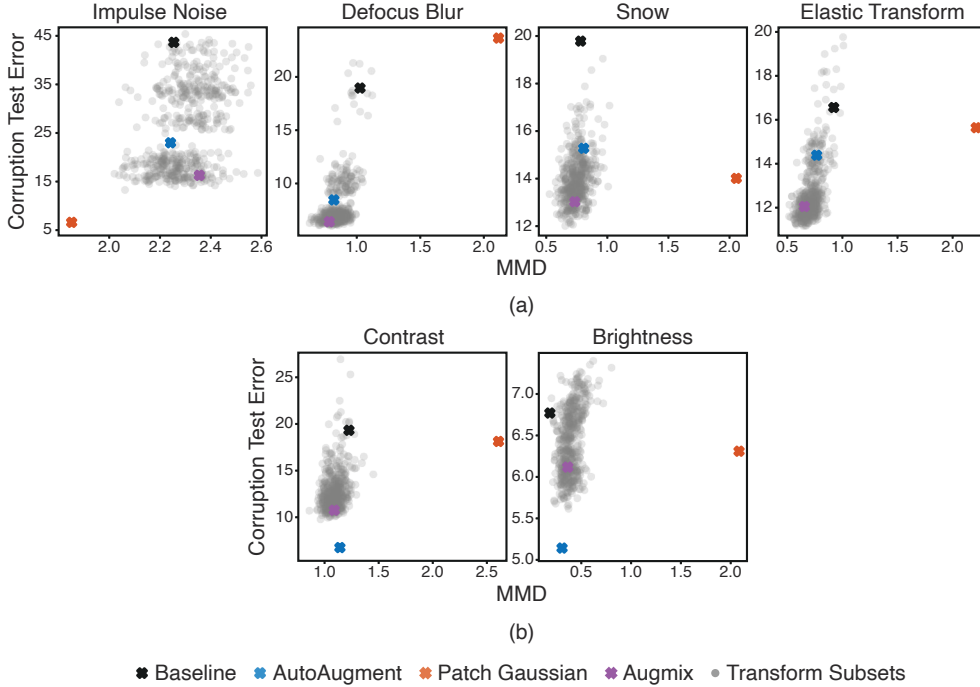 Impulse Noise Defocus Blur Snow Elastic Transform
Corruption Test Error
45
35
25
15
5
2.0 2.2 2.4 2.6
20
15
10
1.0 2.0
20
18
16
14
12
0.5 1.0 1.5 2.0
20
18
16
14
12
0.5 1.0 1.5 2.0
MMD
(a)
Contrast Brightness
Corruption Test Error
25
20
15
10
1.0 1.5 2.0 2.5
7.0
6.5
6.0
5.5
5.0
0.5 1.0 1.5 2.0
MMD
(b)
Baseline AutoAugment Patch Gaussian Augmix Transform Subsets